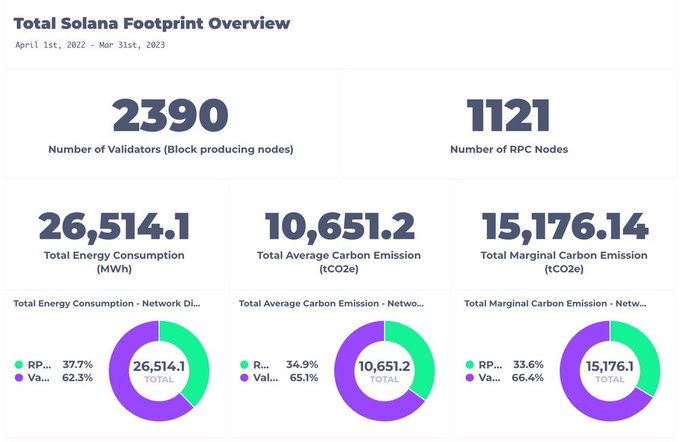 Total Solana Footprint Overview
April 1st, 2022 - Mar 31st, 2023
2390
Number of Validators (Block producing nodes)
1121
Number of RPC Nodes
26,514.1
Total Energy Consumption
(MWh)
10,651.2
Total Average Carbon Emission
(tCO2e)
15,176.14
Total Marginal Carbon Emission
(tCO2e)
Total Energy Consumption - Network Di...
RP... 37.7%
Va... 62.3%
26,514.1
TOTAL
Total Average Carbon Emission - Netwo...
R... 34.9%
Val... 65.1%
10,651.2
TOTAL
Total Marginal Carbon Emission - Netw...
RP... 33.6%
Va... 66.4%
15,176.1
TOTAL